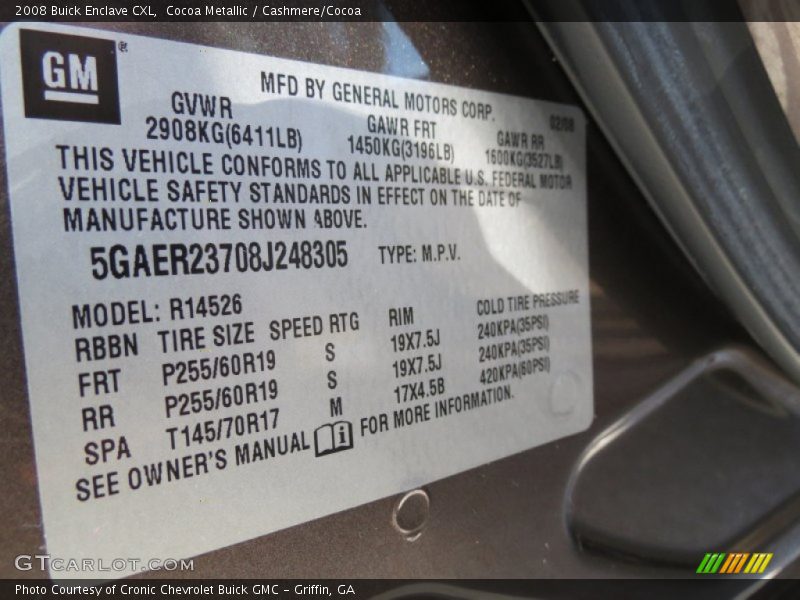 2008 Buick Enclave CXL, Cocoa Metallic / Cashmere/Cocoa
GM®
MFD BY GENERAL MOTORS CORP.
02/08
GVWR GAWR FRT GAWR RR
2908KG(6411LB) 1450KG(3196LB) 1600KG(3527LB)
THIS VEHICLE CONFORMS TO ALL APPLICABLE U.S. FEDERAL MOTOR
VEHICLE SAFETY STANDARDS IN EFFECT ON THE DATE OF
MANUFACTURE SHOWN ABOVE.
5GAER23708J248305 TYPE: M.P.V.
MODEL: R14526
RBBN TIRE SIZE SPEED RTG RIM COLD TIRE PRESSURE
FRT P255/60R19 S 19X7.5J 240KPA(35PSI)
RR P255/60R19 S 19X7.5J 240KPA(35PSI)
SPA T145/70R17 M 17X4.5B 420KPA(60PSI)
SEE OWNER'S MANUAL i FOR MORE INFORMATION.
GTCARLOT.COM
Photo Courtesy of Cronic Chevrolet Buick GMC – Griffin, GA